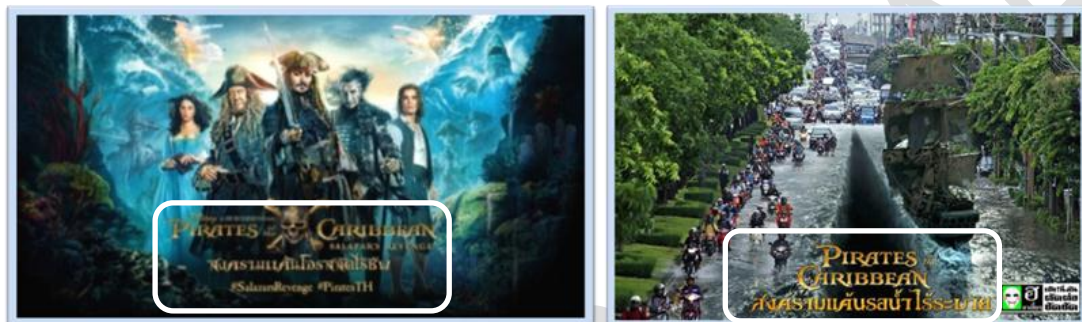 PIRATES CARIBBEAN
SALAZAR'S REVENGE
สงครามแค้นโจรสลัดไร้ชีพ
#SalazarRevenge #PiratesTH
PIRATES
CARIBBEAN
สงครามแค้นรสน้ำไร้ระบาย